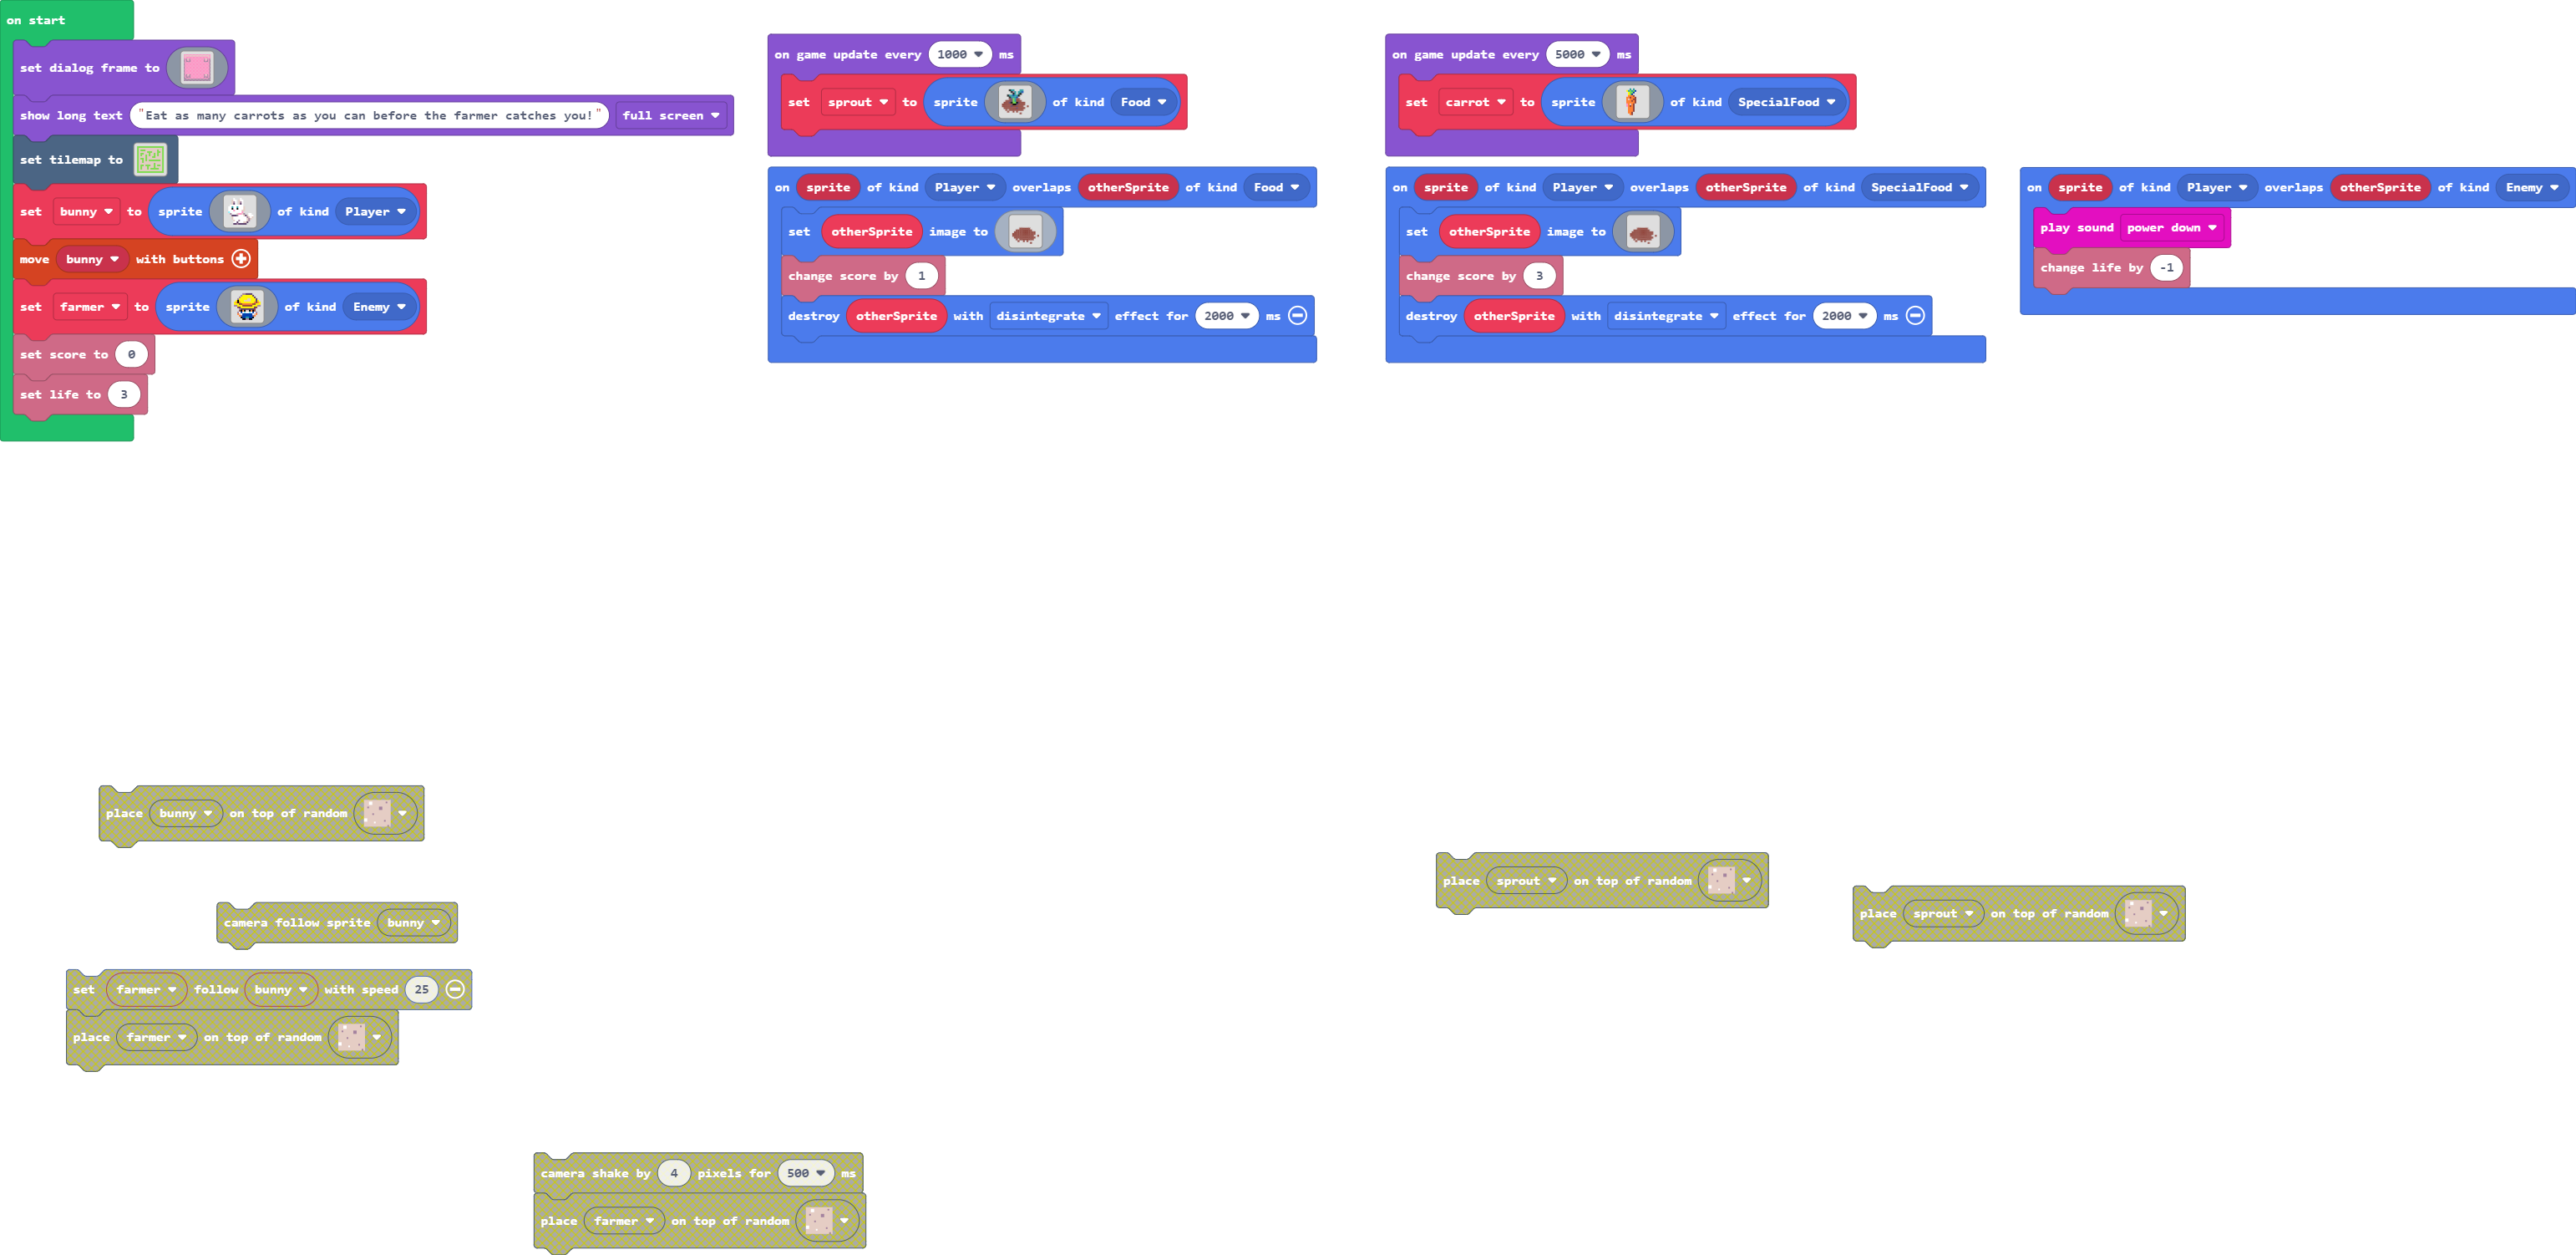 on start
set dialog frame to
show long text "Eat as many carrots as you can before the farmer catches you!" full screen
set tilemap to
set bunny to sprite of kind Player
move bunny with buttons
set farmer to sprite of kind Enemy
set score to 0
set life to 3
on game update every 1000 ms
set sprout to sprite of kind Food
on sprite of kind Player overlaps otherSprite of kind Food
set otherSprite image to
change score by 1
destroy otherSprite with disintegrate effect for 2000 ms
on game update every 5000 ms
set carrot to sprite of kind SpecialFood
on sprite of kind Player overlaps otherSprite of kind SpecialFood
set otherSprite image to
change score by 3
destroy otherSprite with disintegrate effect for 2000 ms
on sprite of kind Player overlaps otherSprite of kind Enemy
play sound power down
change life by -1
place bunny on top of random
camera follow sprite bunny
set farmer follow bunny with speed 25
place farmer on top of random
camera shake by 4 pixels for 500 ms
place farmer on top of random
place sprout on top of random
place sprout on top of random